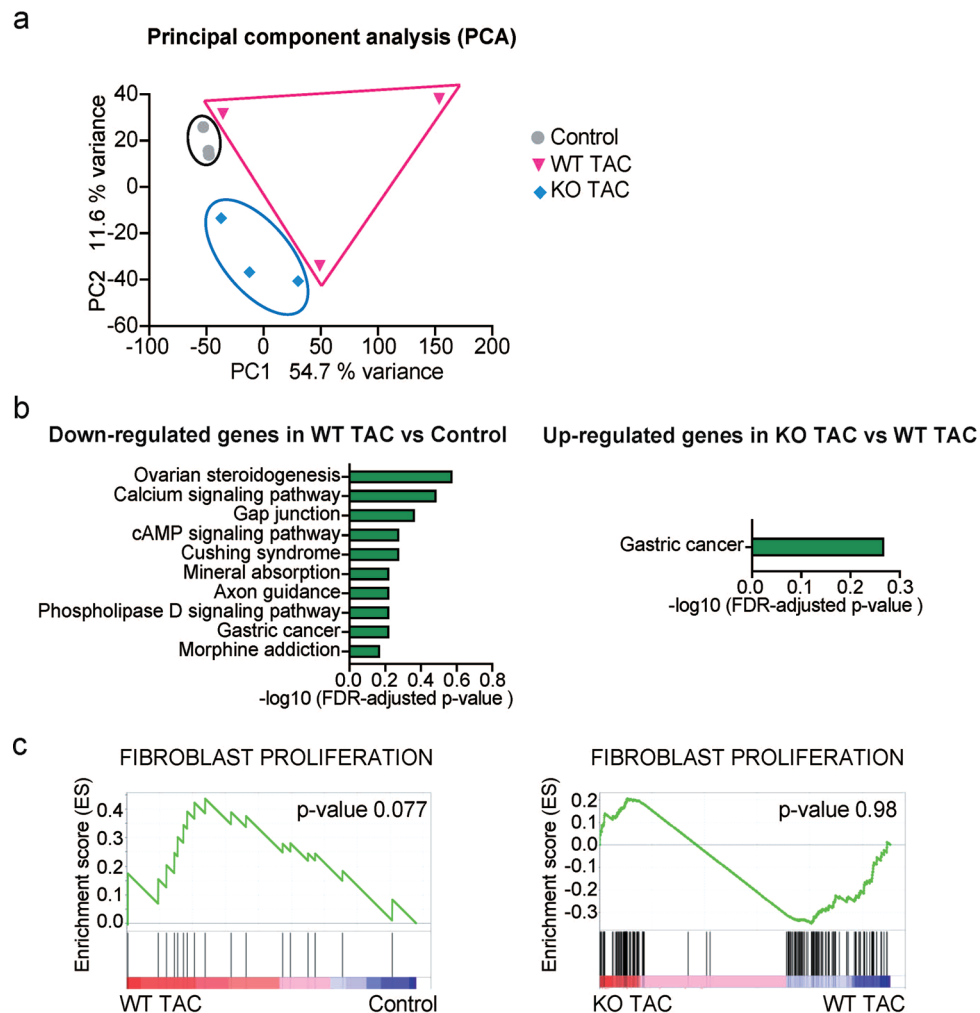 a
Principal component analysis (PCA)
PC2 11.6 % variance
40
20
0
-20
-40
-60
-100 -50 0 50 100 150 200
PC1 54.7 % variance
Control
WT TAC
KO TAC
b
Down-regulated genes in WT TAC vs Control
Ovarian steroidogenesis
Calcium signaling pathway
Gap junction
cAMP signaling pathway
Cushing syndrome
Mineral absorption
Axon guidance
Phospholipase D signaling pathway
Gastric cancer
Morphine addiction
0.0 0.2 0.4 0.6 0.8
-log10 (FDR-adjusted p-value )
Up-regulated genes in KO TAC vs WT TAC
Gastric cancer
0.0 0.1 0.2 0.3
-log10 (FDR-adjusted p-value )
c
FIBROBLAST PROLIFERATION
Enrichment score (ES)
0.4
0.3
0.2
0.1
0.0
p-value 0.077
WT TAC Control
FIBROBLAST PROLIFERATION
Enrichment score (ES)
0.2
0.1
0.0
-0.1
-0.2
-0.3
p-value 0.98
KO TAC WT TAC